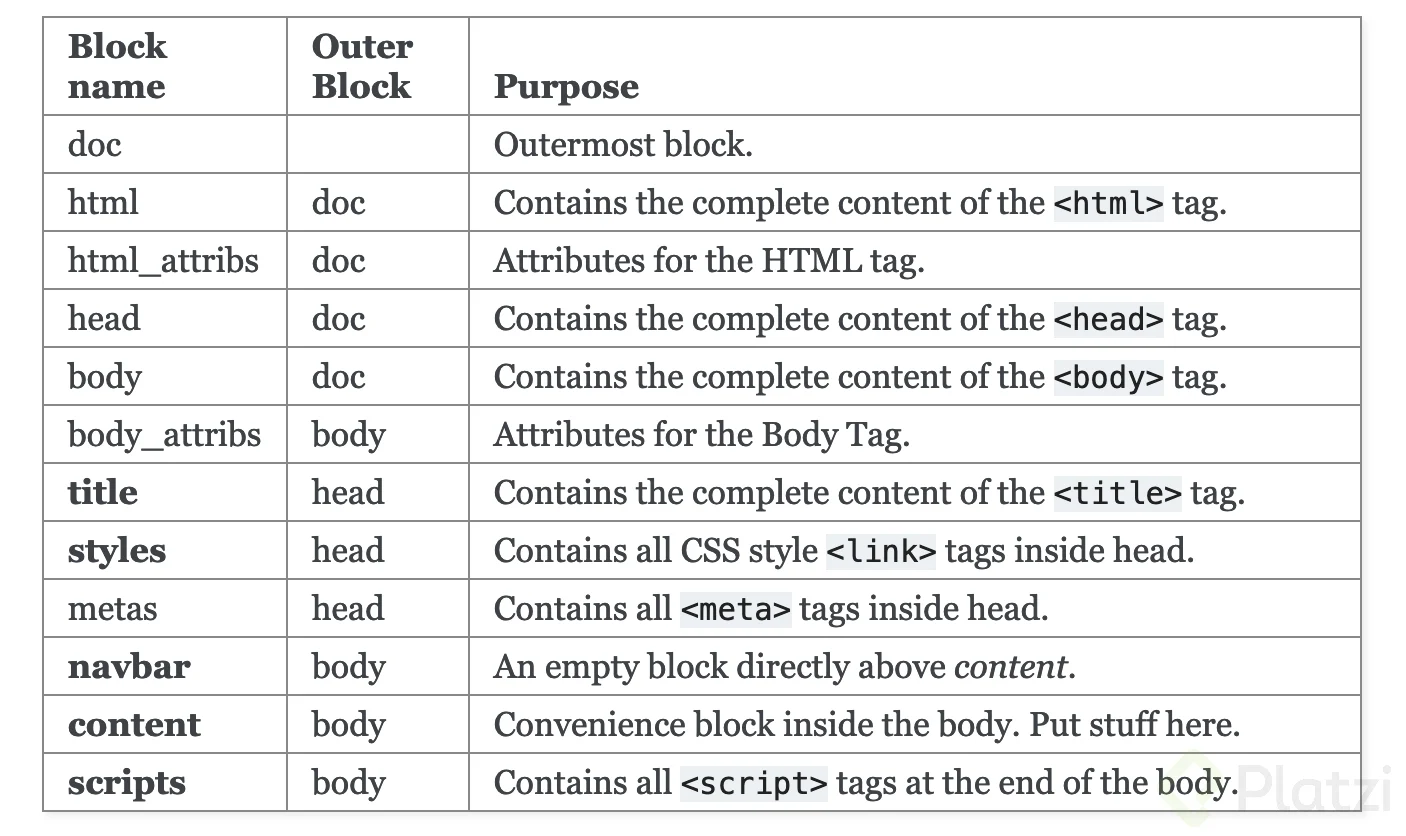 Block name Outer Block Purpose
doc Outermost block.
html doc Contains the complete content of the <html> tag.
html_attribs doc Attributes for the HTML tag.
head doc Contains the complete content of the <head> tag.
body doc Contains the complete content of the <body> tag.
body_attribs body Attributes for the Body Tag.
title head Contains the complete content of the <title> tag.
styles head Contains all CSS style <link> tags inside head.
metas head Contains all <meta> tags inside head.
navbar body An empty block directly above content.
content body Convenience block inside the body. Put stuff here.
scripts body Contains all <script> tags at the end of the body.
Platzi